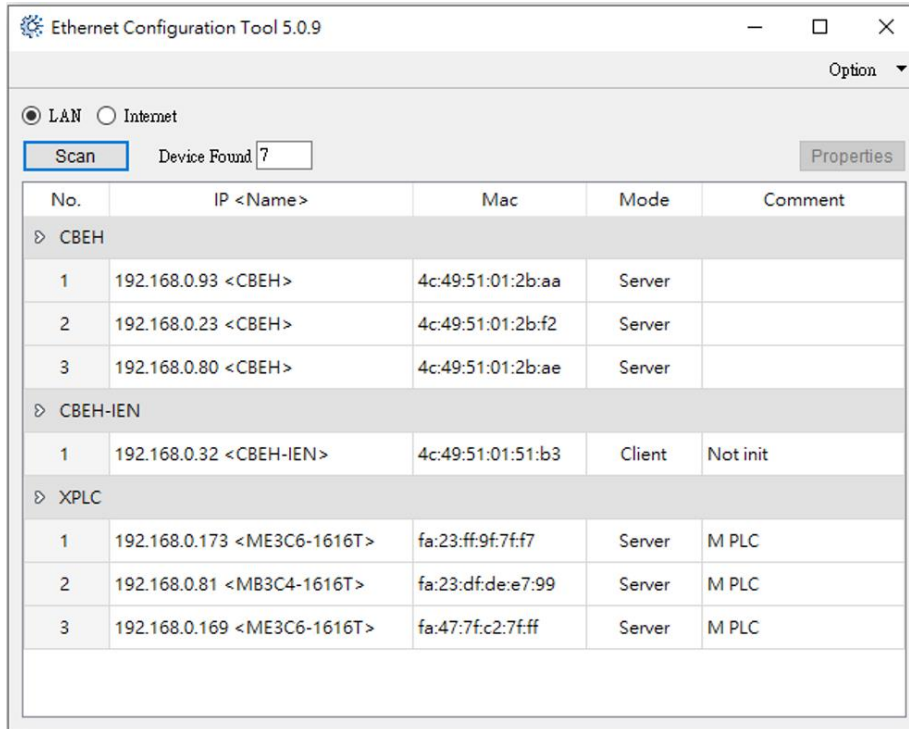 Ethernet Configuration Tool 5.0.9
Option
LAN Internet
Scan Device Found 7 Properties
No. IP <Name> Mac Mode Comment
CBEH
1 192.168.0.93 <CBEH> 4c:49:51:01:2b:aa Server
2 192.168.0.23 <CBEH> 4c:49:51:01:2b:f2 Server
3 192.168.0.80 <CBEH> 4c:49:51:01:2b:ae Server
CBEH-IEN
1 192.168.0.32 <CBEH-IEN> 4c:49:51:01:51:b3 Client Not init
XPLC
1 192.168.0.173 <ME3C6-1616T> fa:23:ff:9f:7f:f7 Server M PLC
2 192.168.0.81 <MB3C4-1616T> fa:23:df:de:e7:99 Server M PLC
3 192.168.0.169 <ME3C6-1616T> fa:47:7f:c2:7f:ff Server M PLC